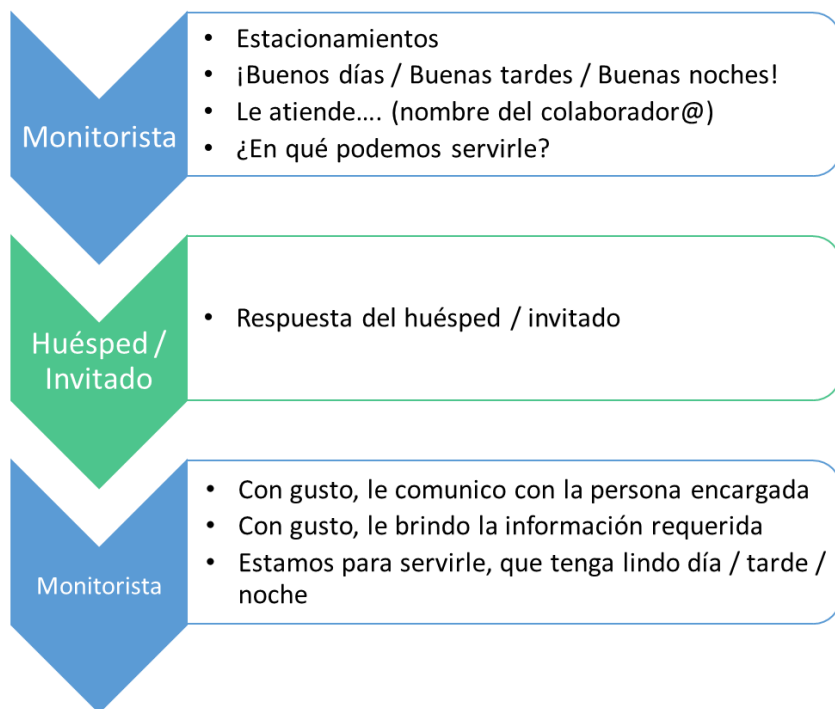 Monitorista
• Estacionamientos
• ¡Buenos días / Buenas tardes / Buenas noches!
• Le atiende…. (nombre del colaborador@)
• ¿En qué podemos servirle?
Huésped /
Invitado
• Respuesta del huésped / invitado
Monitorista
• Con gusto, le comunico con la persona encargada
• Con gusto, le brindo la información requerida
• Estamos para servirle, que tenga lindo día / tarde /
noche